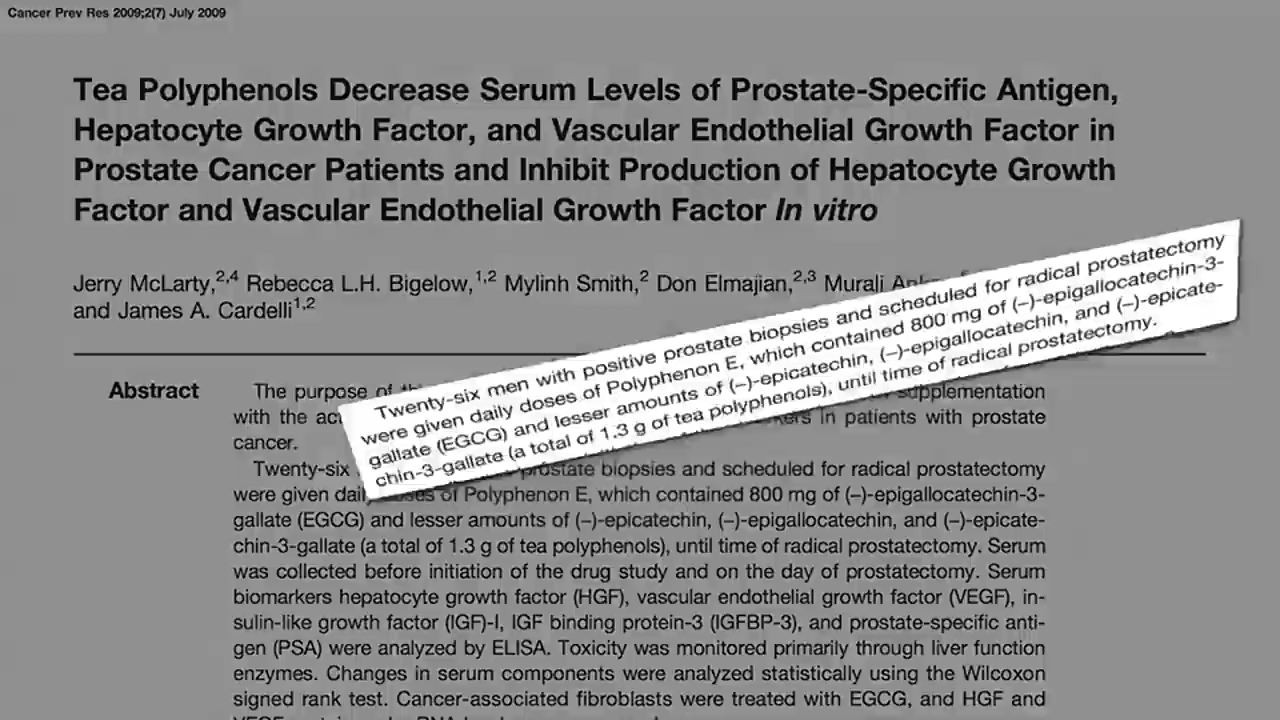 Cancer Prev Res 2009;2(7) July 2009
Tea Polyphenols Decrease Serum Levels of Prostate-Specific Antigen,
Hepatocyte Growth Factor, and Vascular Endothelial Growth Factor in
Prostate Cancer Patients and Inhibit Production of Hepatocyte Growth
Factor and Vascular Endothelial Growth Factor In vitro
Jerry McLarty,2,4 Rebecca L.H. Bigelow,1,2 Mylinh Smith,2 Don Elmajian,2,3 Murali
and James A. Cardelli1,2
Twenty-six men with positive prostate biopsies and scheduled for radical prostatectomy
were given daily doses of Polyphenon E, which contained 800 mg of (–)-epigallocatechin-3-
gallate (EGCG) and lesser amounts of (–)-epicatechin, (–)-epigallocatechin, and (–)-epicate-
chin-3-gallate (a total of 1.3 g of tea polyphenols), until time of radical prostatectomy.
Abstract
The purpose of supplementation
with the in patients with prostate
cancer.
Twenty-six prostate biopsies and scheduled for radical prostatectomy
were given of Polyphenon E, which contained 800 mg of (–)-epigallocatechin-3-
gallate (EGCG) and lesser amounts of (–)-epicatechin, (–)-epigallocatechin, and (–)-epicate-
chin-3-gallate (a total of 1.3 g of tea polyphenols), until time of radical prostatectomy. Serum
was collected before initiation of the drug study and on the day of prostatectomy. Serum
biomarkers hepatocyte growth factor (HGF), vascular endothelial growth factor (VEGF), in-
sulin-like growth factor (IGF)-I, IGF binding protein-3 (IGFBP-3), and prostate-specific anti-
gen (PSA) were analyzed by ELISA. Toxicity was monitored primarily through liver function
enzymes. Changes in serum components were analyzed statistically using the Wilcoxon
signed rank test. Cancer-associated fibroblasts were treated with EGCG, and HGF and